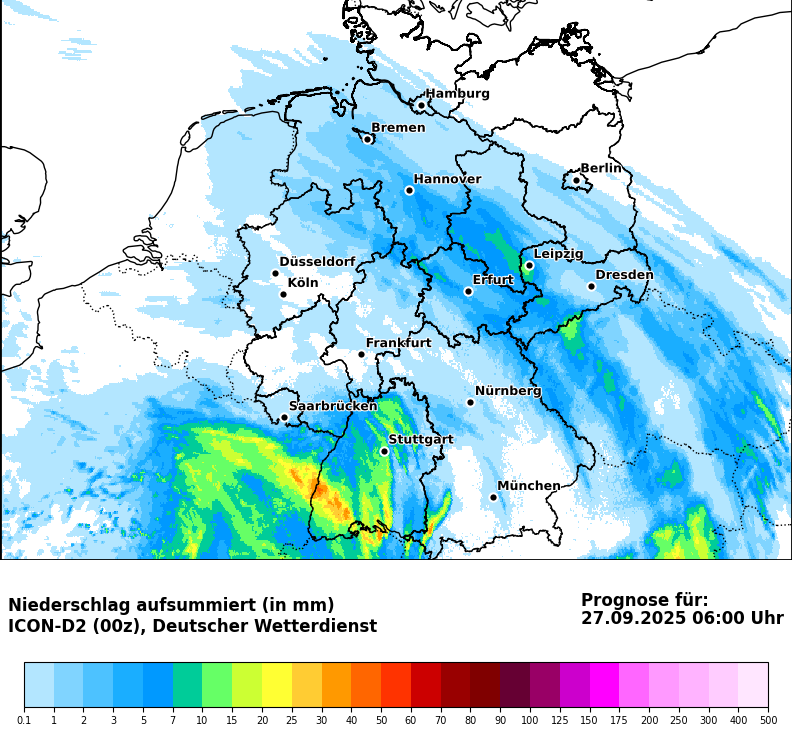 Hamburg
Bremen
Berlin
Hannover
Düsseldorf
Leipzig
Köln
Erfurt
Dresden
Frankfurt
Nürnberg
Saarbrücken
Stuttgart
München
Niederschlag aufsummiert (in mm)
ICON-D2 (00z), Deutscher Wetterdienst
Prognose für:
27.09.2025 06:00 Uhr
0.1 1 2 3 5 7 10 15 20 25 30 40 50 60 70 80 90 100 125 150 175 200 250 300 400 500